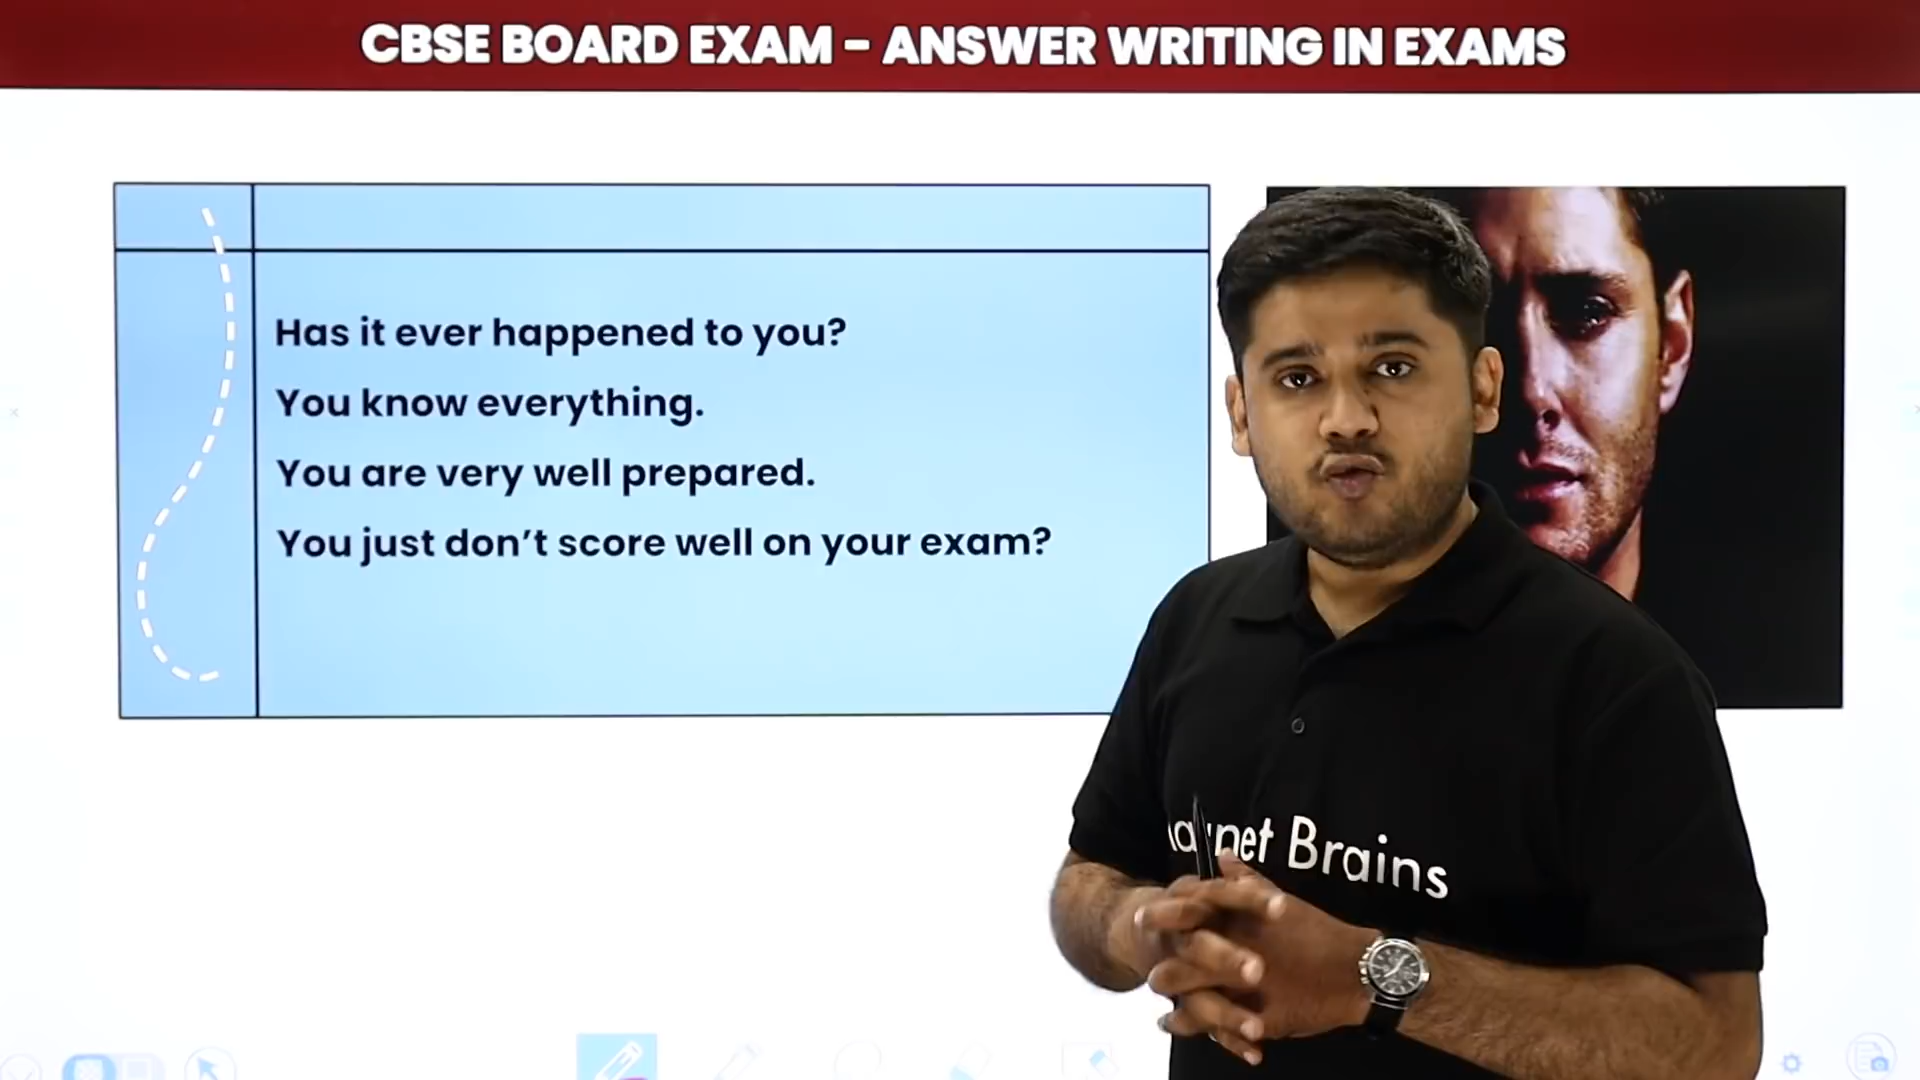 CBSE BOARD EXAM - ANSWER WRITING IN EXAMS
Has it ever happened to you?
You know everything.
You are very well prepared.
You just don't score well on your exam?
Brains